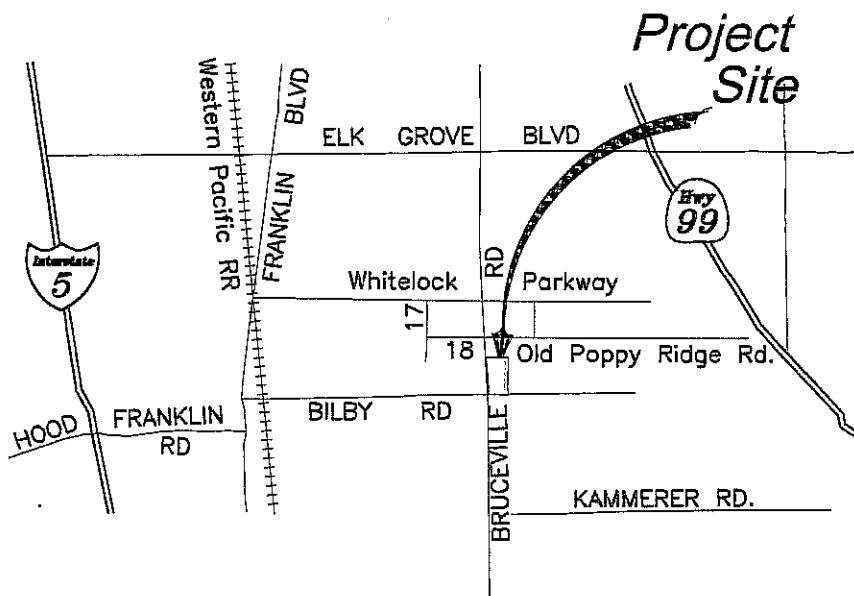 Project
Site
Western Pacific RR
FRANKLIN BLVD
ELK GROVE BLVD
Interstate
5
Hwy
99
BRUCEVILLE RD
Whitelock Parkway
17
18
Old Poppy Ridge Rd.
HOOD FRANKLIN
RD
BILBY RD
KAMMERER RD.